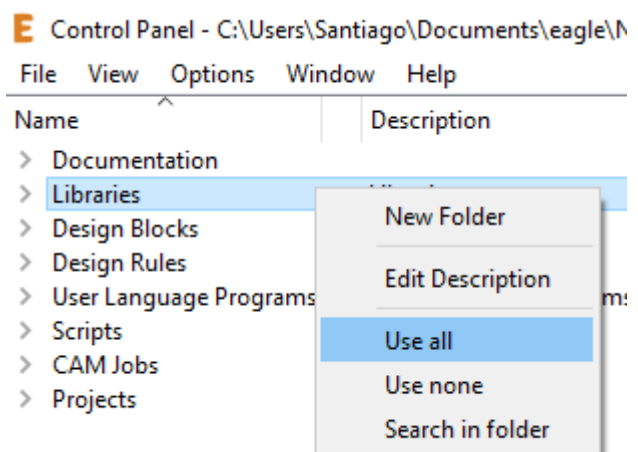 E Control Panel - C:\Users\Santiago\Documents\eagle\
File View Options Window Help
Name Description
Documentation
Libraries
New Folder
Design Blocks
Design Rules
Edit Description
User Language Programs
Scripts
Use all
CAM Jobs
Use none
Projects
Search in folder